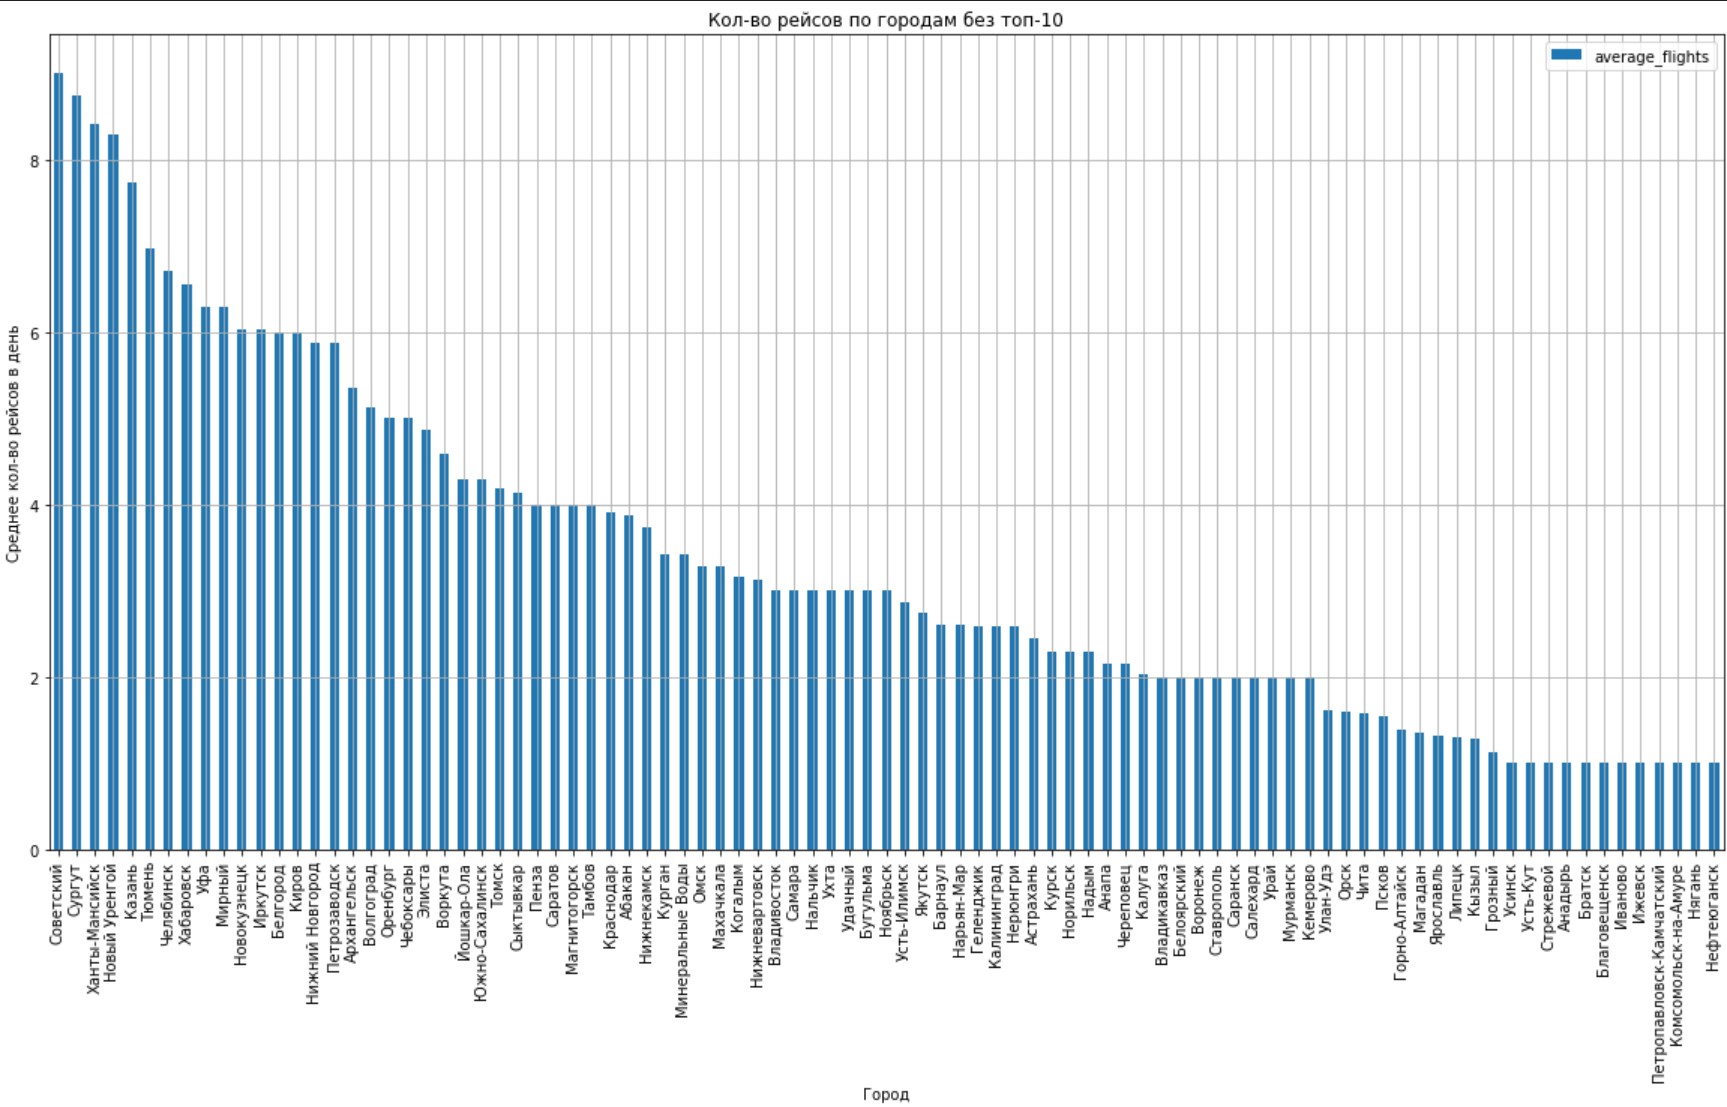 Кол-во рейсов по городам без топ-10
average_flights
Среднее кол-во рейсов в день
8
6
4
2
0
Советский
Сургут
Ханты-Мансийск
Новый Уренгой
Казань
Тюмень
Челябинск
Хабаровск
Уфа
Мирный
Новокузнецк
Иркутск
Белгород
Киров
Нижний Новгород
Петрозаводск
Архангельск
Волгоград
Оренбург
Чебоксары
Элиста
Воркута
Йошкар-Ола
Южно-Сахалинск
Томск
Сыктывкар
Пенза
Саратов
Магнитогорск
Тамбов
Краснодар
Абакан
Нижнекамск
Курган
Минеральные Воды
Омск
Махачкала
Когалым
Нижневартовск
Владивосток
Самара
Нальчик
Ухта
Удачный
Бугульма
Ноябрьск
Усть-Илимск
Якутск
Барнаул
Нарьян-Мар
Геленджик
Калининград
Нерюнгри
Астрахань
Курск
Норильск
Надым
Анапа
Череповец
Калуга
Владикавказ
Белоярский
Воронеж
Ставрополь
Саранск
Салехард
Урай
Мурманск
Кемерово
Улан-Удэ
Орск
Чита
Псков
Горно-Алтайск
Магадан
Ярославль
Липецк
Кызыл
Грозный
Усинск
Усть-Кут
Стрежевой
Анадырь
Братск
Благовещенск
Иваново
Ижевск
Петропавловск-Камчатский
Комсомольск-на-Амуре
Нягань
Нефтеюганск
Город